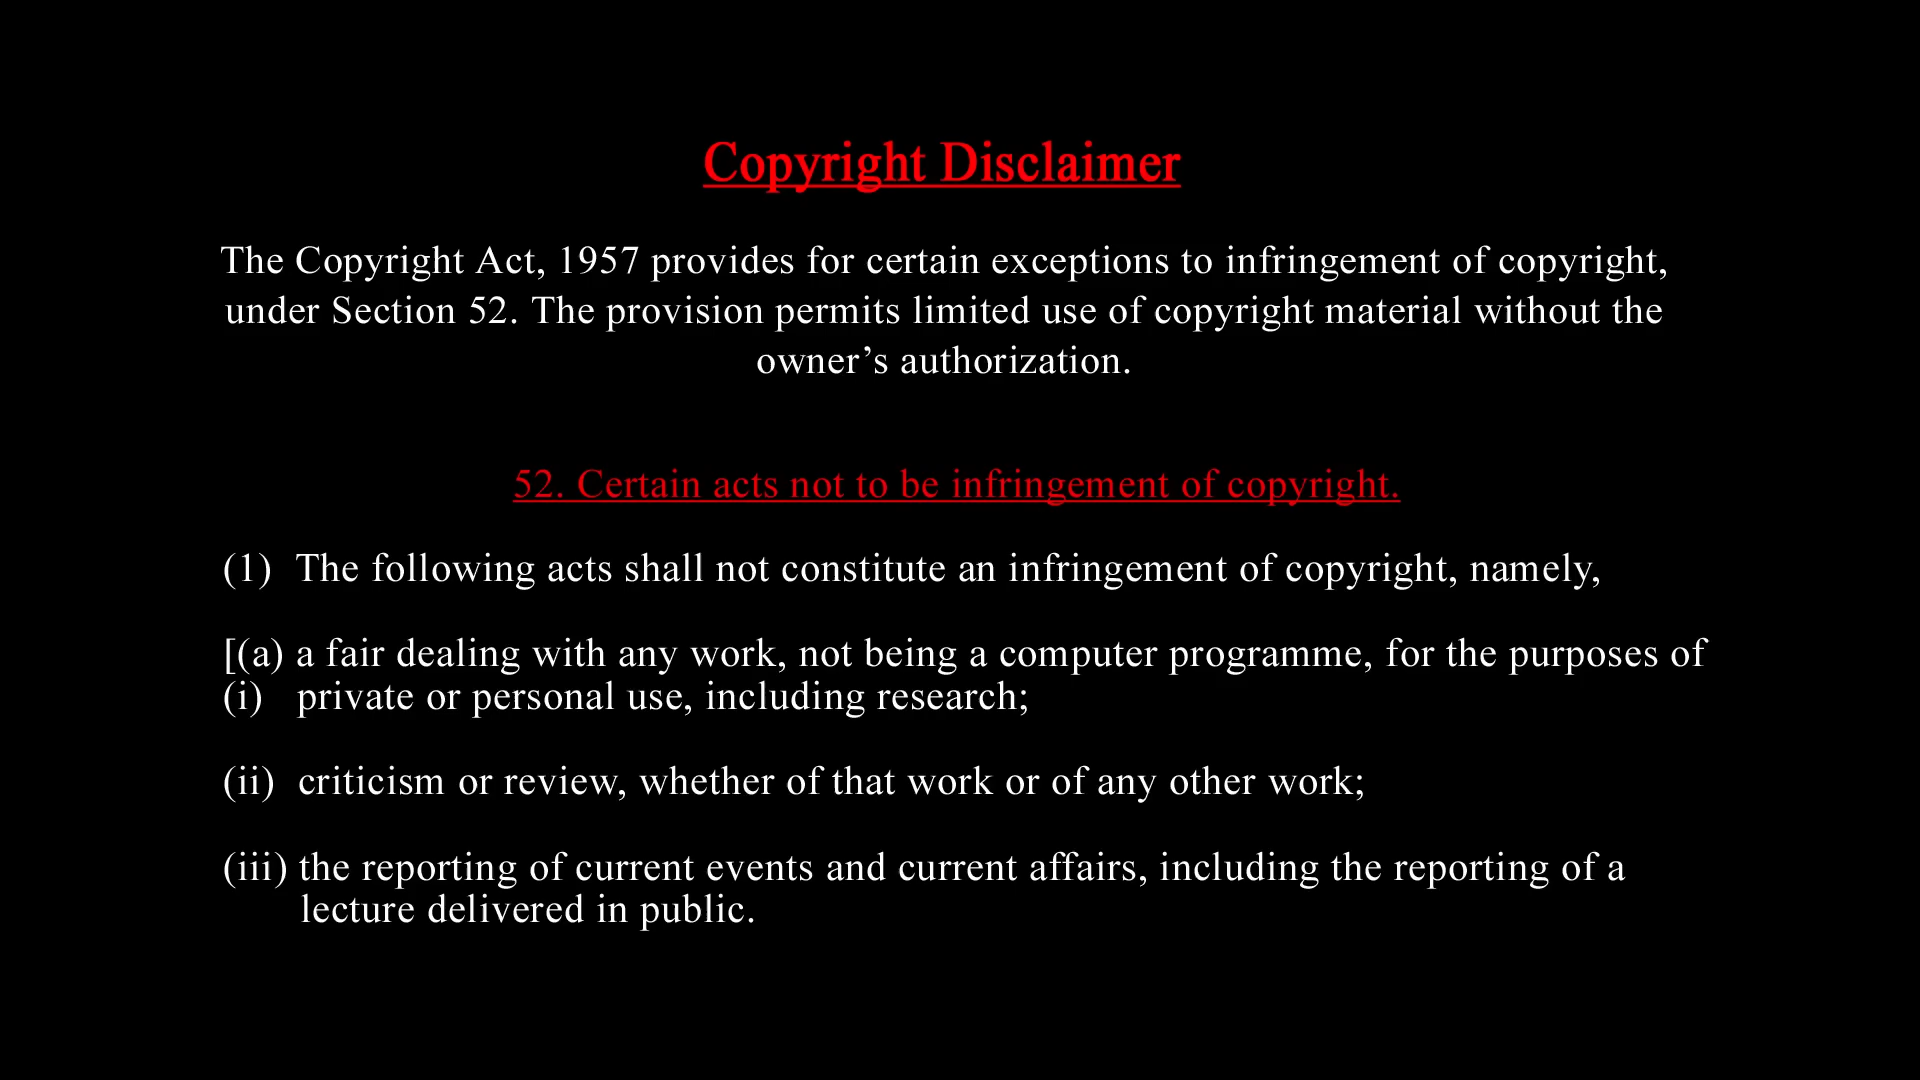 Copyright Disclaimer
The Copyright Act, 1957 provides for certain exceptions to infringement of copyright,
under Section 52. The provision permits limited use of copyright material without the
owner’s authorization.
52. Certain acts not to be infringement of copyright.
(1) The following acts shall not constitute an infringement of copyright, namely,
[(a) a fair dealing with any work, not being a computer programme, for the purposes of
(i) private or personal use, including research;
(ii) criticism or review, whether of that work or of any other work;
(iii) the reporting of current events and current affairs, including the reporting of a
lecture delivered in public.